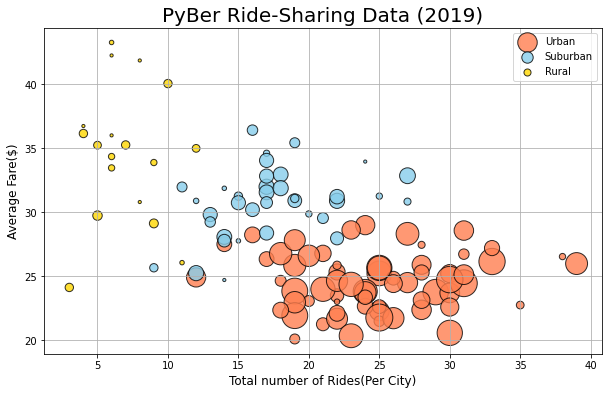 PyBer Ride-Sharing Data (2019)
Urban
Suburban
Rural
Average Fare($)
40
35
30
25
20
5 10 15 20 25 30 35 40
Total number of Rides(Per City)